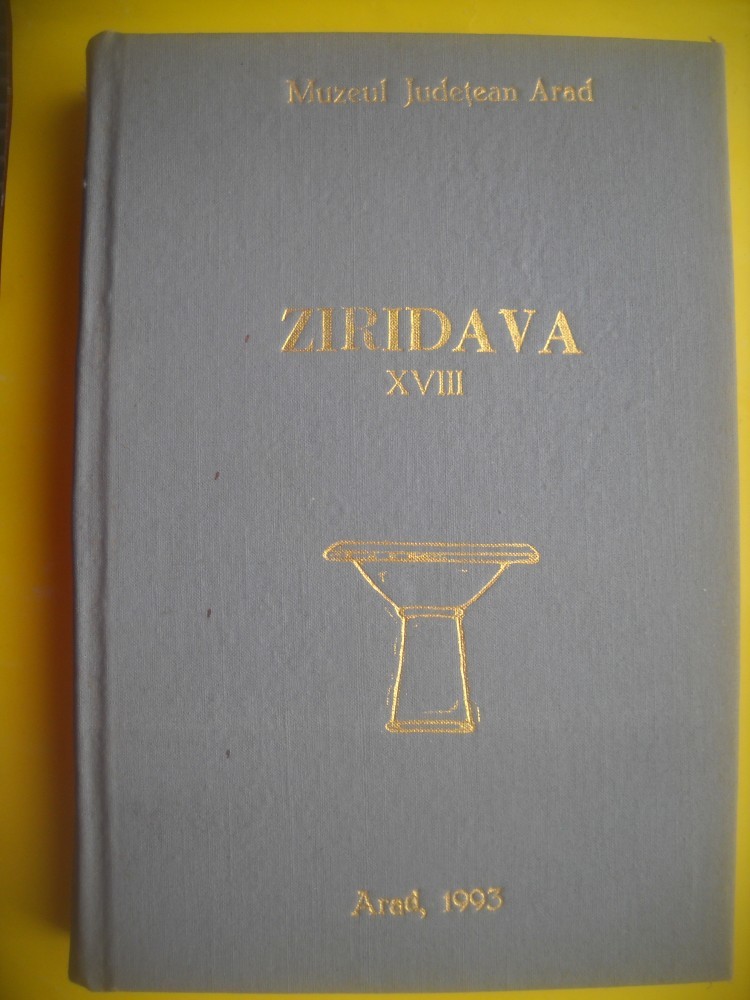 Muzeul Județean Arad
ZIRIDAVA
XVIII
Arad, 1993